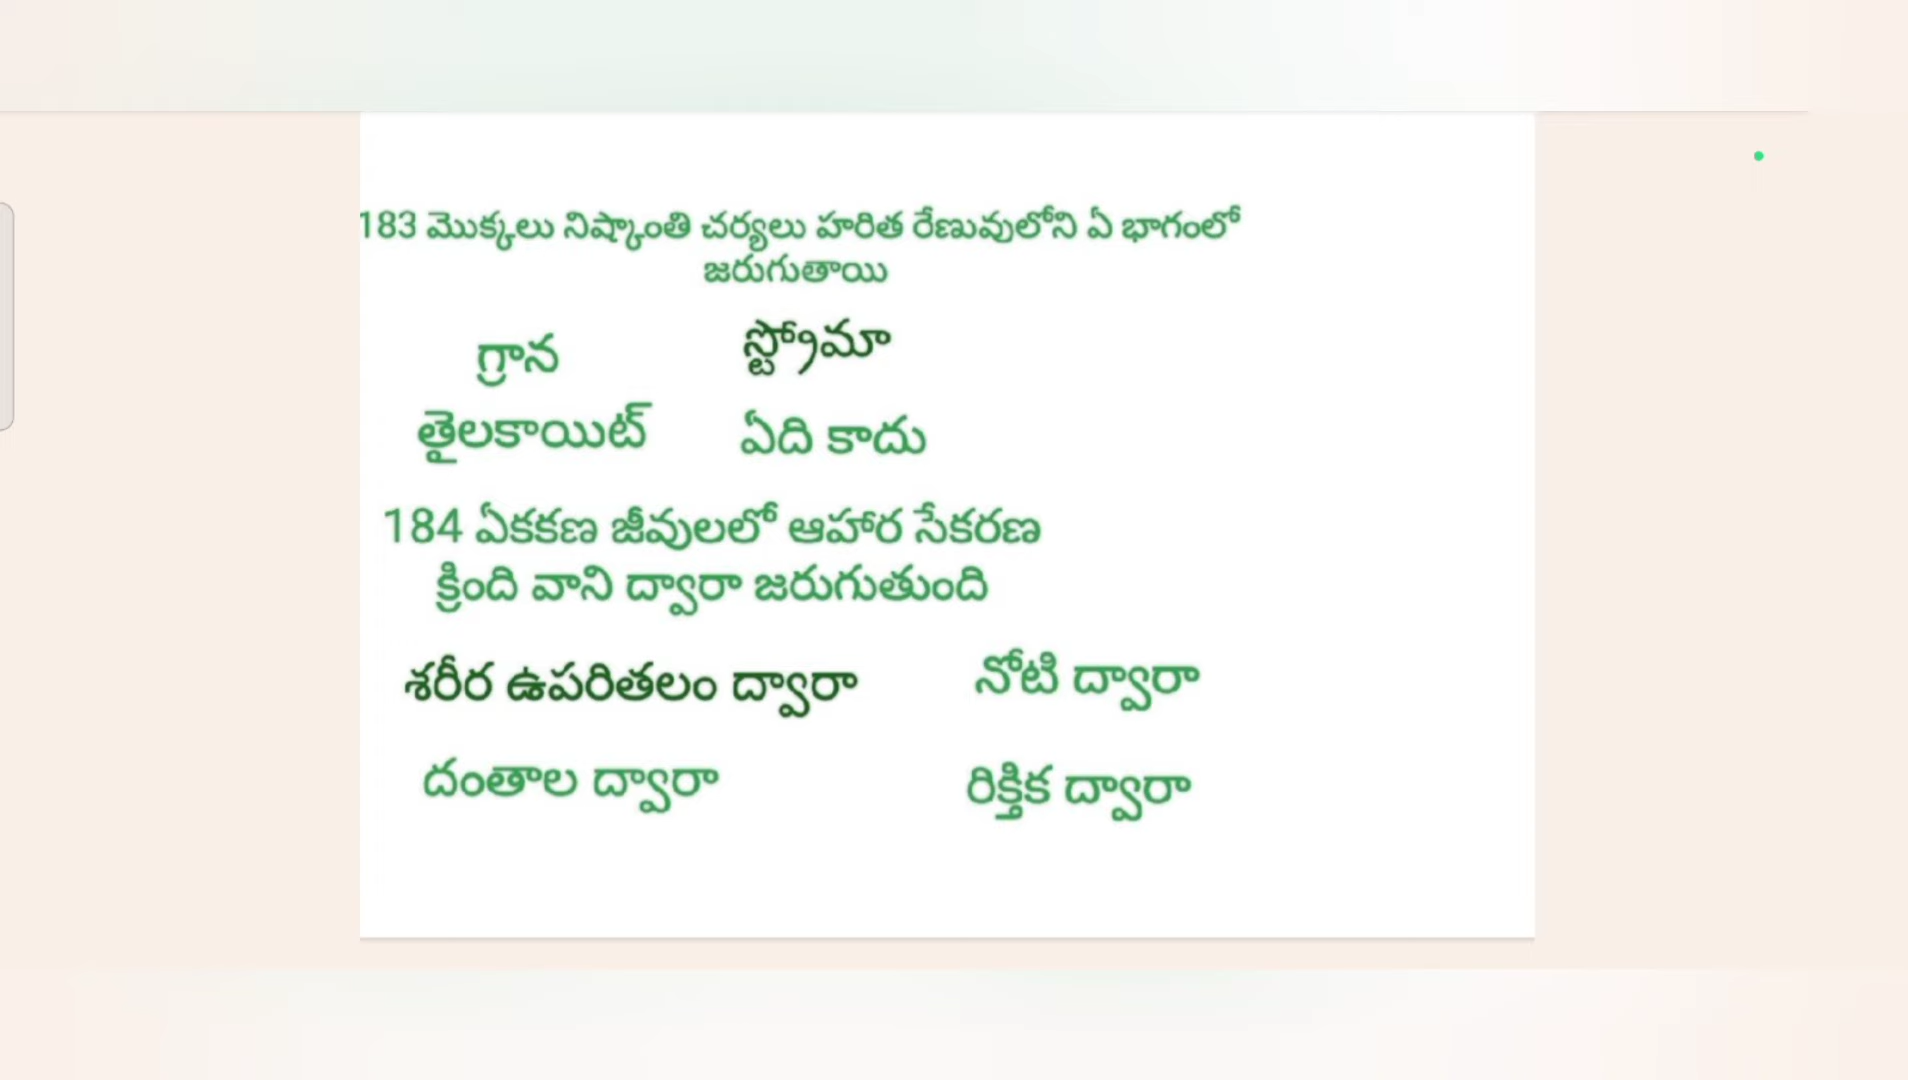 183 మొక్కలు నిష్కాంతి చర్యలు హరిత రేణువులోని ఏ భాగంలో
జరుగుతాయి
గ్రాన స్ట్రోమా
తైలకాయిట్ ఏది కాదు
184 ఏకకణ జీవులలో ఆహార సేకరణ
క్రింది వాని ద్వారా జరుగుతుంది
శరీర ఉపరితలం ద్వారా నోటి ద్వారా
దంతాల ద్వారా రిక్తిక ద్వారా